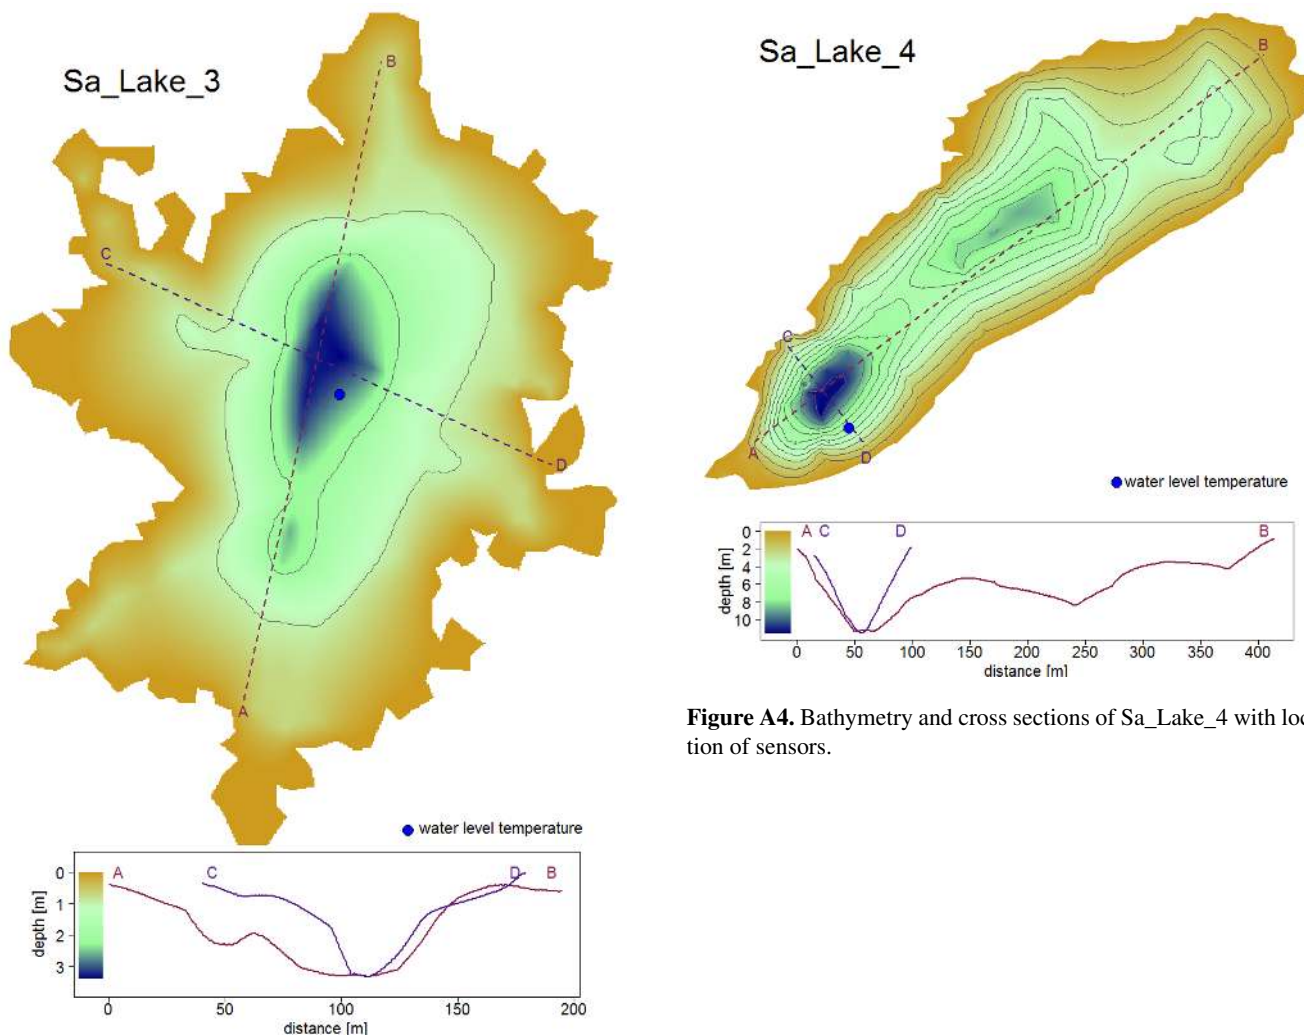 Sa_Lake_3
B
C
D
A
water level temperature
A
C
D
B
0
1
2
3
depth [m]
0
50
100
150
200
distance [m]
Sa_Lake_4
B
C
A
D
water level temperature
A
C
D
B
0
2
4
6
8
10
depth [m]
0
50
100
150
200
250
300
350
400
distance [m]
Figure A4. Bathymetry and cross sections of Sa_Lake_4 with loc
tion of sensors.